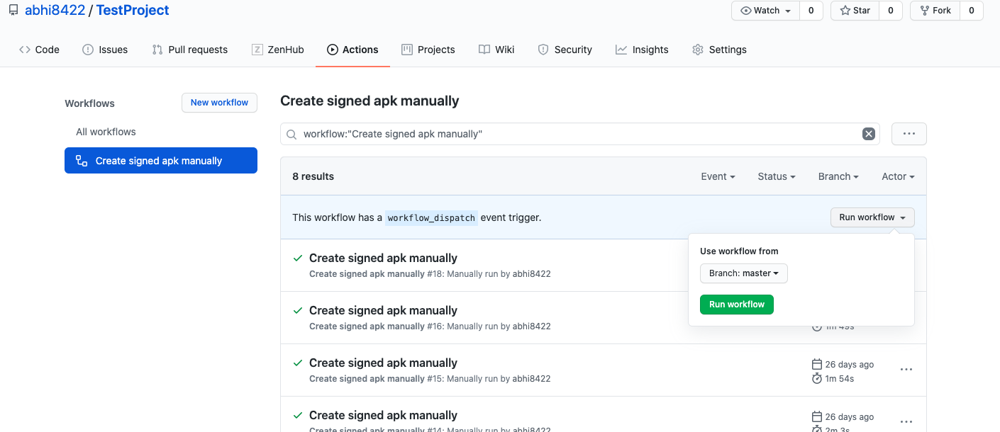 abhi8422 / TestProject
Watch 0 Star 0 Fork 0
Code Issues Pull requests Z ZenHub Actions Projects Wiki Security Insights Settings
Workflows New workflow
All workflows
Create signed apk manually
Create signed apk manually
workflow:"Create signed apk manually"
8 results Event Status Branch Actor
This workflow has a workflow_dispatch event trigger. Run workflow
Use workflow from
Branch: master
Run workflow
Create signed apk manually
Create signed apk manually #18: Manually run by abhi8422
Create signed apk manually
Create signed apk manually #16: Manually run by abhi8422
1m 49s
Create signed apk manually
Create signed apk manually #15: Manually run by abhi8422
26 days ago
1m 54s
Create signed apk manually
Create signed apk manually #14: Manually run by abhi8422
26 days ago
2m 3s